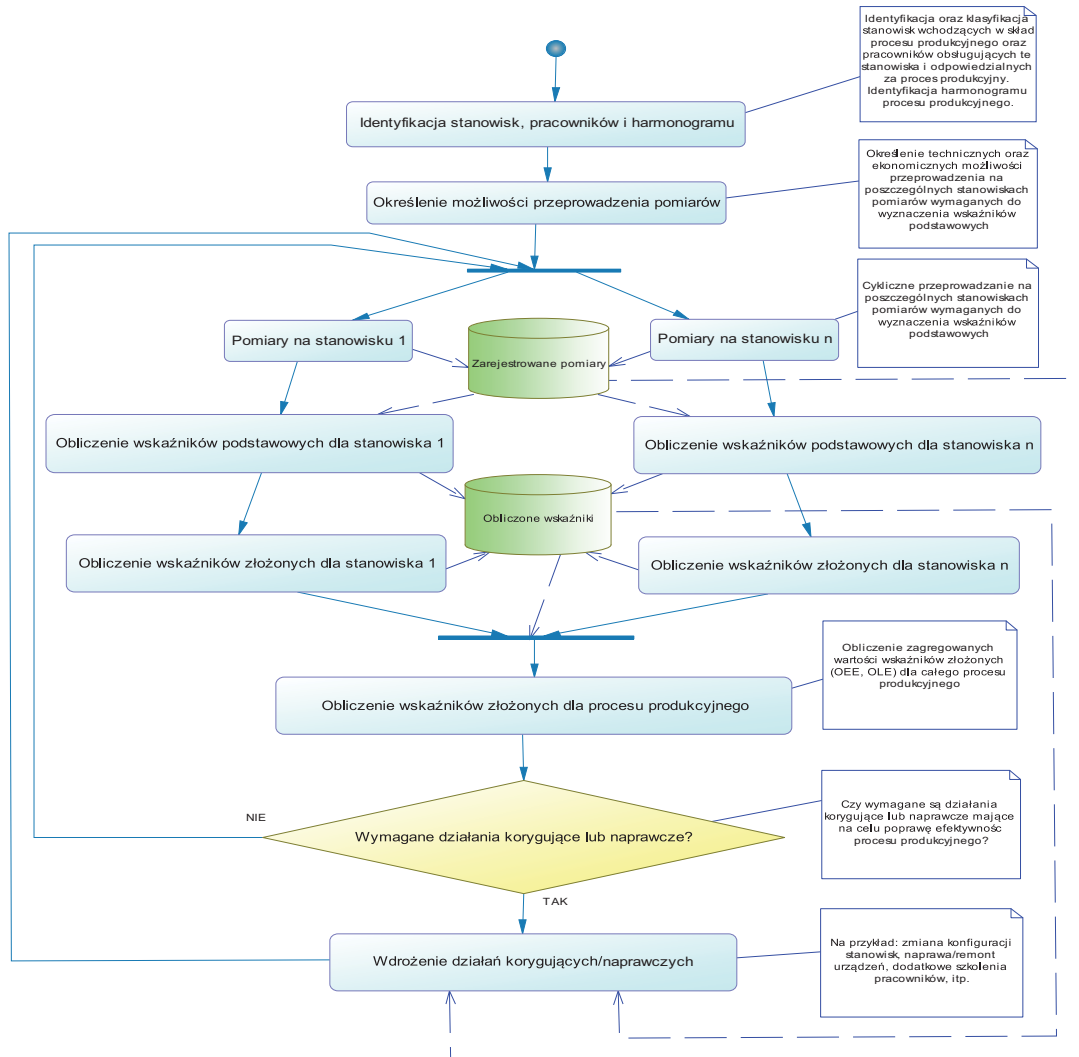 Identyfikacja oraz klasyfikacja
stanowisk wchodzących w skład
procesu produkcyjnego oraz
pracowników obsługujących te
stanowiska i odpowiedzialnych
za proces produkcyjny.
Identyfikacja harmonogramu
procesu produkcyjnego.
Identyfikacja stanowisk, pracowników i harmonogramu
Określenie technicznych oraz
ekonomicznych możliwości
przeprowadzenia na
poszczególnych stanowiskach
pomiarów wymaganych do
wyznaczenia wskaźników
podstawowych
Określenie możliwości przeprowadzenia pomiarów
Cykliczne przeprowadzanie na
poszczególnych stanowiskach
pomiarów wymaganych do
wyznaczenia wskaźników
podstawowych
Pomiary na stanowisku 1
Zarejestrowane pomiary
Pomiary na stanowisku n
Obliczenie wskaźników podstawowych dla stanowiska 1
Obliczenie wskaźników podstawowych dla stanowiska n
Obliczone wskaźniki
Obliczenie wskaźników złożonych dla stanowiska 1
Obliczenie wskaźników złożonych dla stanowiska n
Obliczenie zagregowanych
wartości wskaźników złożonych
(OEE, OLE) dla całego procesu
produkcyjnego
Obliczenie wskaźników złożonych dla procesu produkcyjnego
Czy wymagane są działania
korygujące lub naprawcze mające
na celu poprawę efektywnośc
procesu produkcyjnego?
NIE
Wymagane działania korygujące lub naprawcze?
TAK
Wdrożenie działań korygujących/naprawczych
Na przykład: zmiana konfiguracji
stanowisk, naprawa/remont
urządzeń, dodatkowe szkolenia
pracowników, itp.